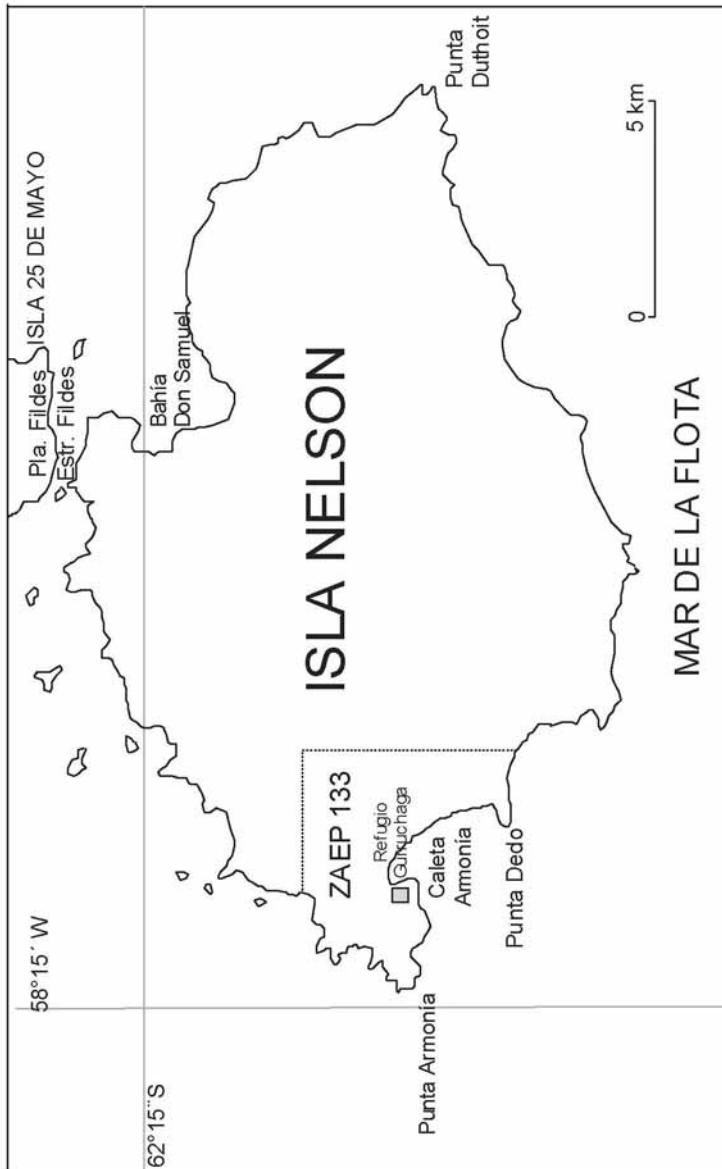 58°15´ W
62°15¨S
Pla. Fildes
ISLA 25 DE MAYO
Estr. Fildes
Bahía
Don Samuel
ISLA NELSON
ZAEP 133
Refugio
Gurruchaga
Caleta
Armonía
Punta Armonía
Punta Dedo
Punta
Duthoit
MAR DE LA FLOTA
0
5 km